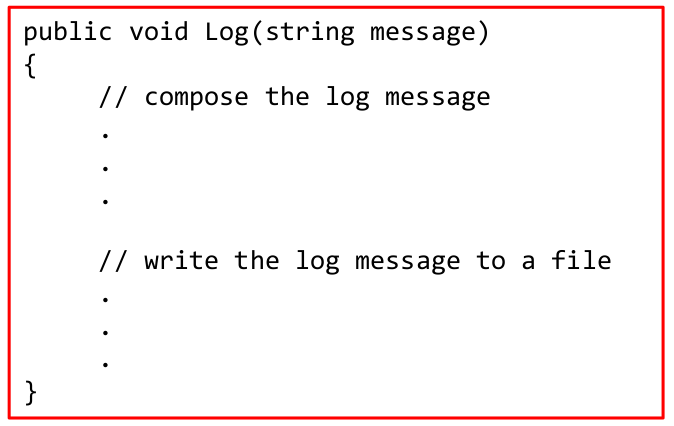 public void Log(string message)
{
// compose the log message
.
.
.
// write the log message to a file
.
.
.
}